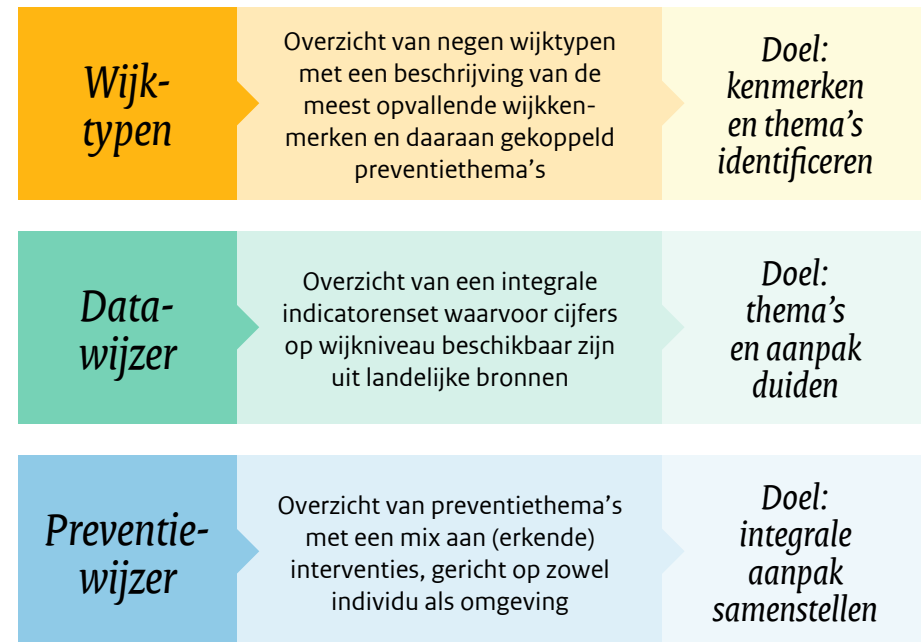 Wijk-
typen
Overzicht van negen wijktypen
met een beschrijving van de
meest opvallende wijkken-
merken en daaraan gekoppeld
preventiethema’s
Doel:
kenmerken
en thema’s
identificeren
Data-
wijzer
Overzicht van een integrale
indicatorenset waarvoor cijfers
op wijkniveau beschikbaar zijn
uit landelijke bronnen
Doel:
thema’s
en aanpak
duiden
Preventie-
wijzer
Overzicht van preventiethema’s
met een mix aan (erkende)
interventies, gericht op zowel
individu als omgeving
Doel:
integrale
aanpak
samenstellen